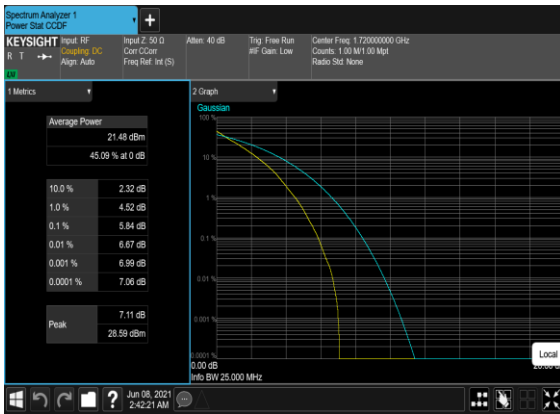 Spectrum Analyzer 1
Power Stat CCDF
+
KEYSIGHT
R T
Input: RF
Coupling: DC
Align: Auto
Input Z: 50 Ω
Corr CCorr
Freq Ref: Int (S)
Atten: 40 dB
Trig: Free Run
#IF Gain: Low
Center Freq: 1.720000000 GHz
Counts: 1.00 M/1.00 Mpt
Radio Std: None
1 Metrics
Average Power
21.48 dBm
45.09 % at 0 dB
10.0 % 2.32 dB
1.0 % 4.52 dB
0.1 % 5.84 dB
0.01 % 6.67 dB
0.001 % 6.99 dB
0.0001 % 7.06 dB
Peak
7.11 dB
28.59 dBm
2 Graph
Gaussian
100 %
10 %
1 %
0.1 %
0.01 %
0.001 %
0.0001 %
0.00 dB
Info BW 25.000 MHz
Local
?
Jun 08, 2021
2:42:21 AM